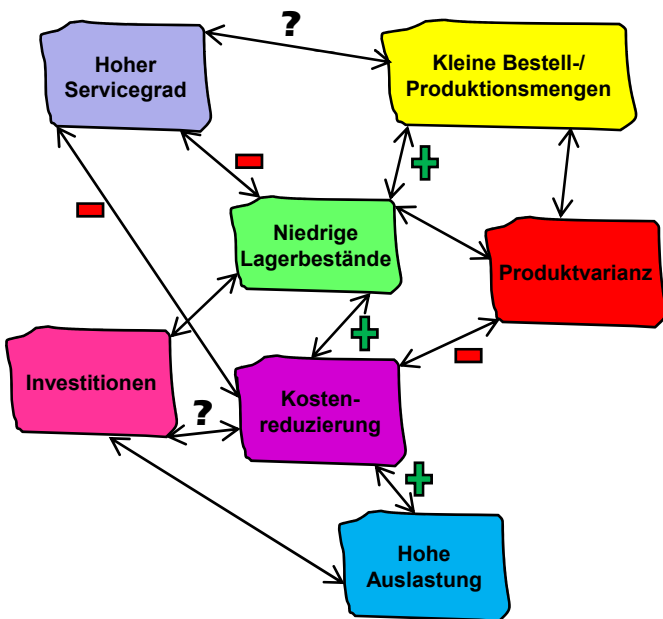 ?
Hoher
Servicegrad
Kleine Bestell-/
Produktionsmengen
Niedrige
Lagerbestände
Produktvarianz
Investitionen
?
Kosten-
reduzierung
Hohe
Auslastung